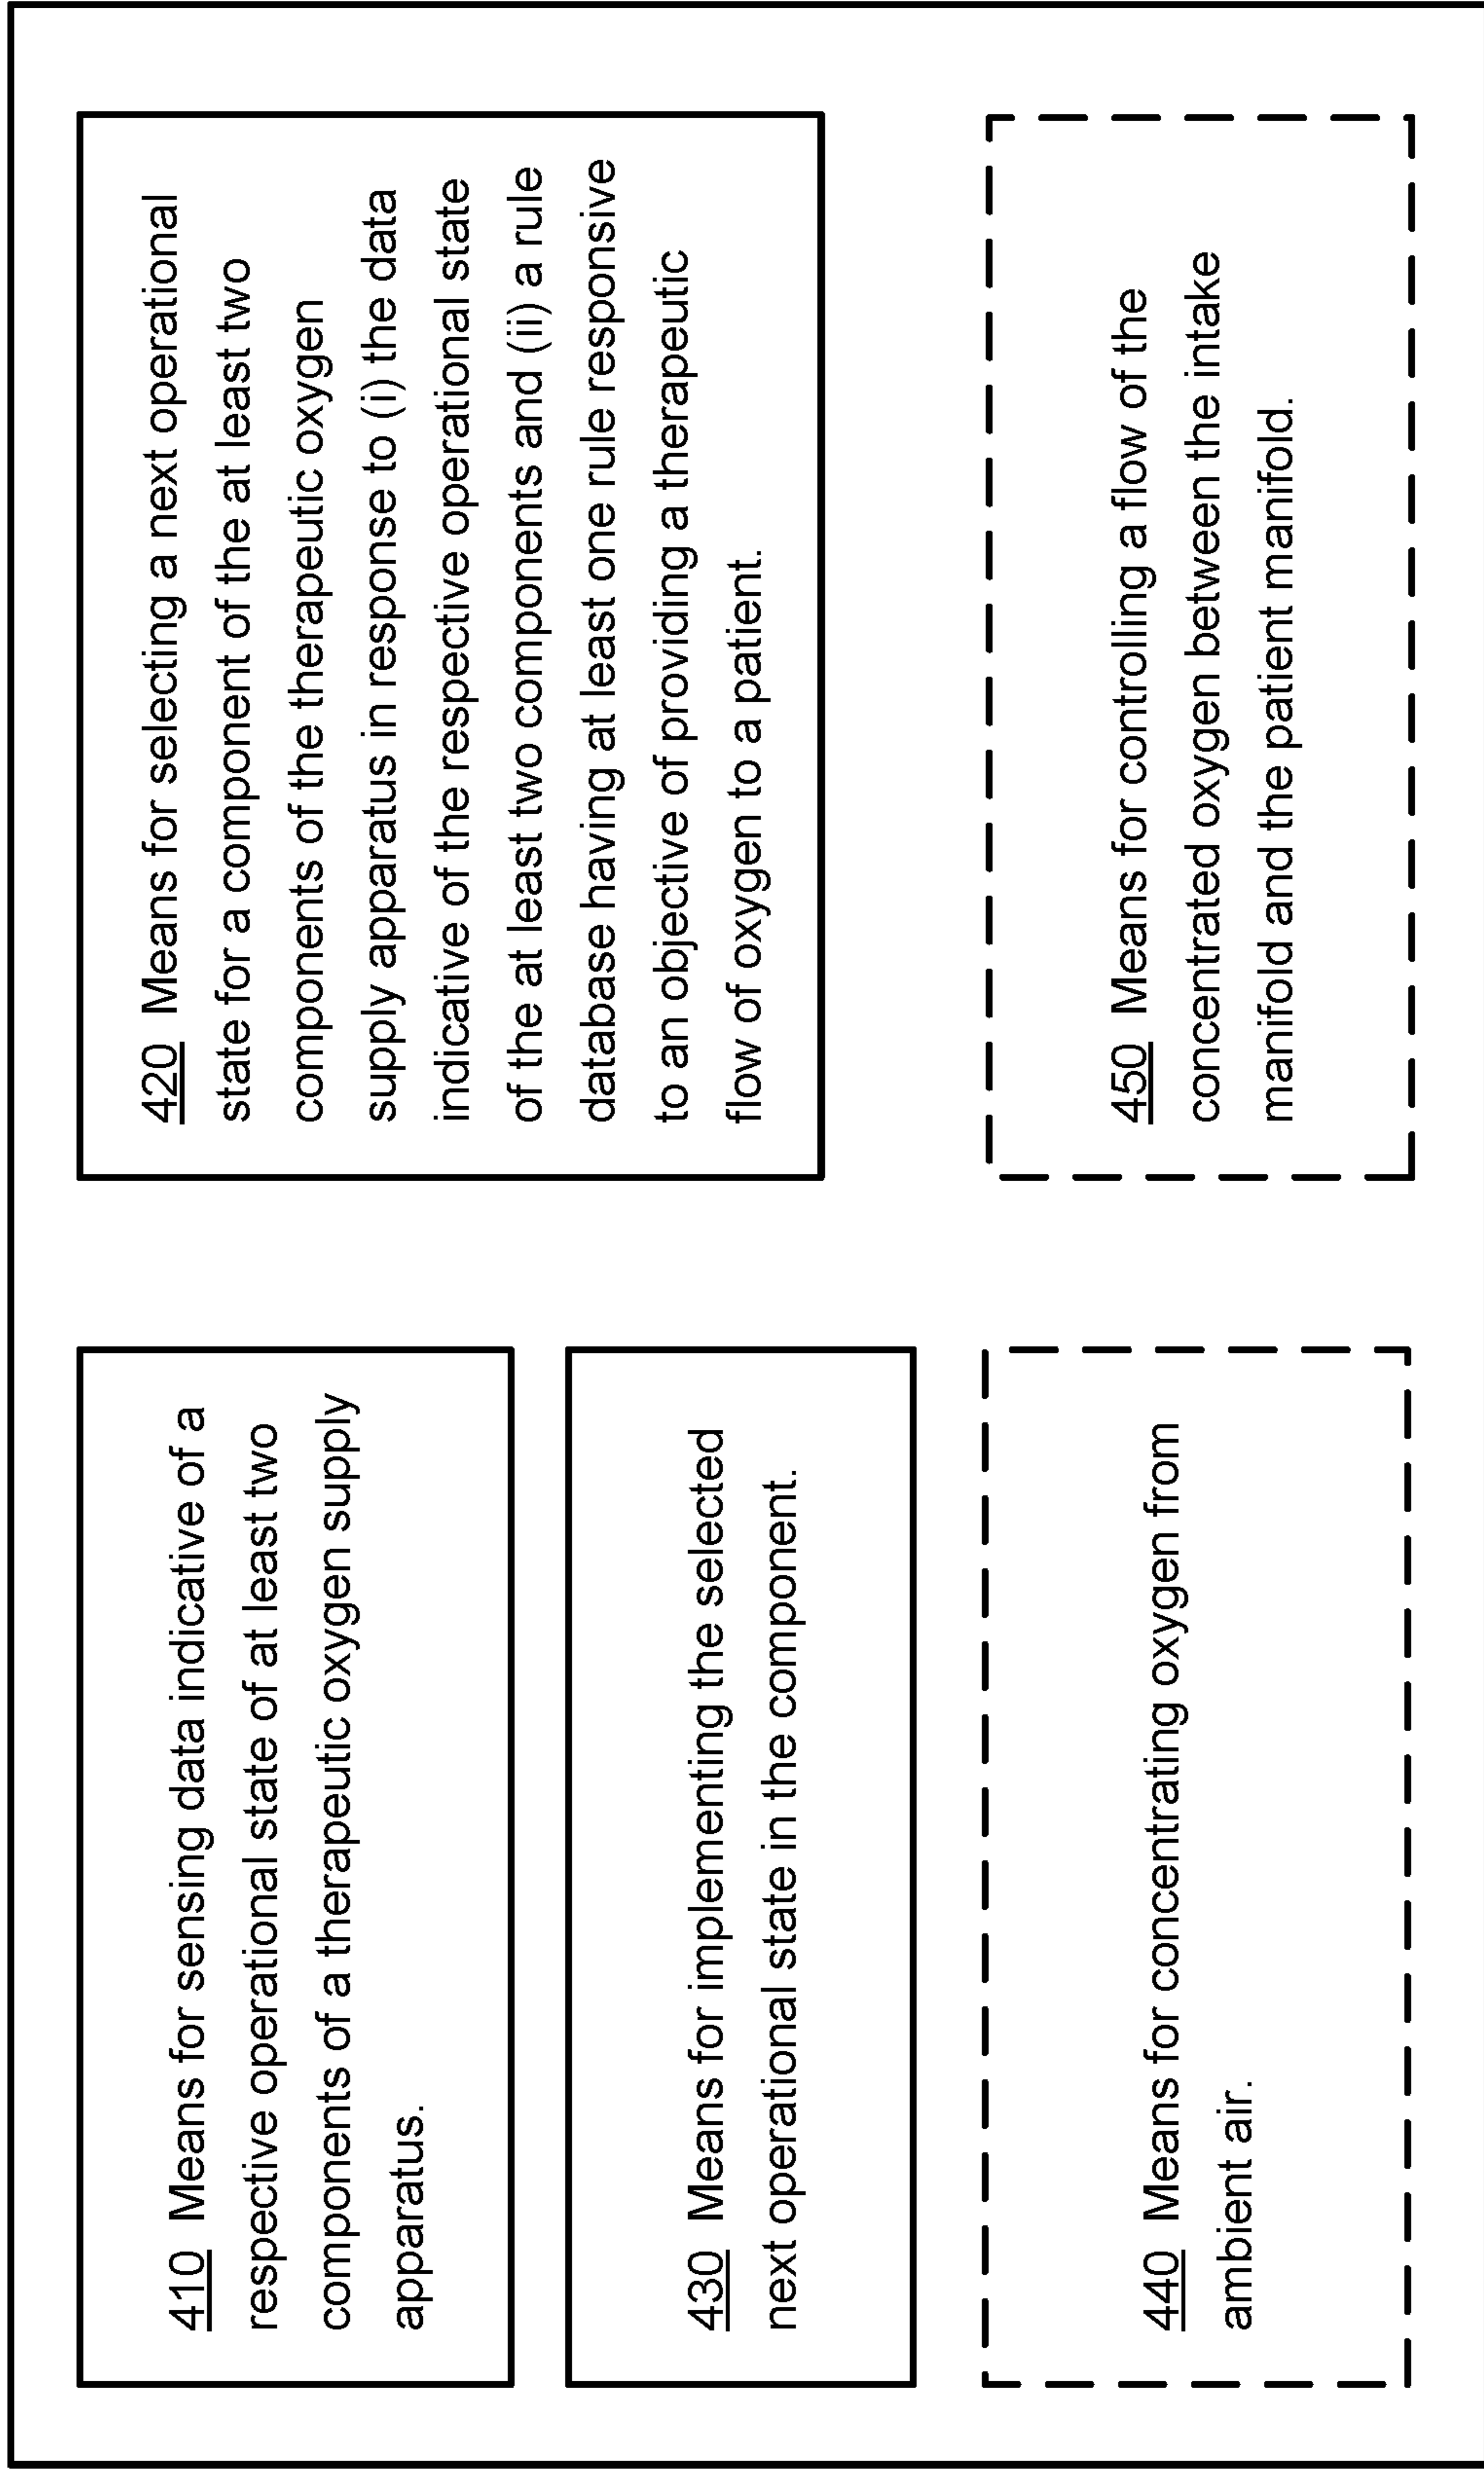 410 Means for sensing data indicative of a
respective operational state of at least two
components of a therapeutic oxygen supply
apparatus.
420 Means for selecting a next operational
state for a component of the at least two
components of the therapeutic oxygen
supply apparatus in response to (i) the data
indicative of the respective operational state
of the at least two components and (ii) a rule
database having at least one rule responsive
to an objective of providing a therapeutic
flow of oxygen to a patient.
430 Means for implementing the selected
next operational state in the component.
440 Means for concentrating oxygen from
ambient air.
450 Means for controlling a flow of the
concentrated oxygen between the intake
manifold and the patient manifold.